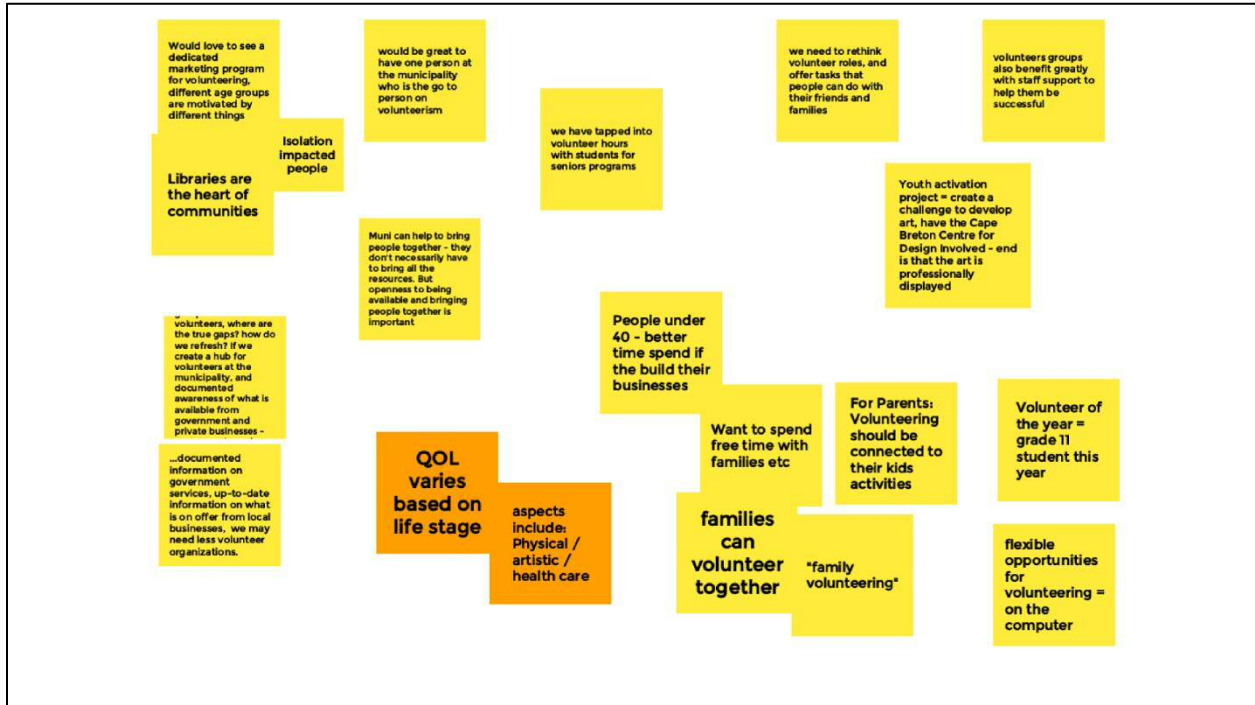 Would love to see a
dedicated
marketing program
for volunteering,
different age groups
are motivated by
different things
Isolation
impacted
people
Libraries are
the heart of
communities
would be great to
have one person at
the municipality
who is the go to
person on
volunteerism
we have tapped into
volunteer hours
with students for
seniors programs
we need to rethink
volunteer roles, and
offer tasks that
people can do with
their friends and
families
volunteers groups
also benefit greatly
with staff support to
help them be
successful
Youth activation
project = create a
challenge to develop
art, have the Cape
Breton Centre for
Design Involved - end
is that the art is
professionally
displayed
Muni can help to bring
people together - they
don't necessarily have
to bring all the
resources. But
openness to being
available and bringing
people together is
important
volunteers, where are
the true gaps? how do
we refresh? If we
create a hub for
volunteers at the
municipality, and
documented
awareness of what is
available from
government and
private businesses -
...documented
information on
government
services, up-to-date
information on what
is on offer from local
businesses, we may
need less volunteer
organizations.
People under
40 - better
time spend if
the build their
businesses
Want to spend
free time with
families etc
For Parents:
Volunteering
should be
connected to
their kids
activities
Volunteer of
the year =
grade 11
student this
year
QOL
varies
based on
life stage
aspects
include:
Physical /
artistic /
health care
families
can
volunteer
together
"family
volunteering"
flexible
opportunities
for
volunteering =
on the
computer